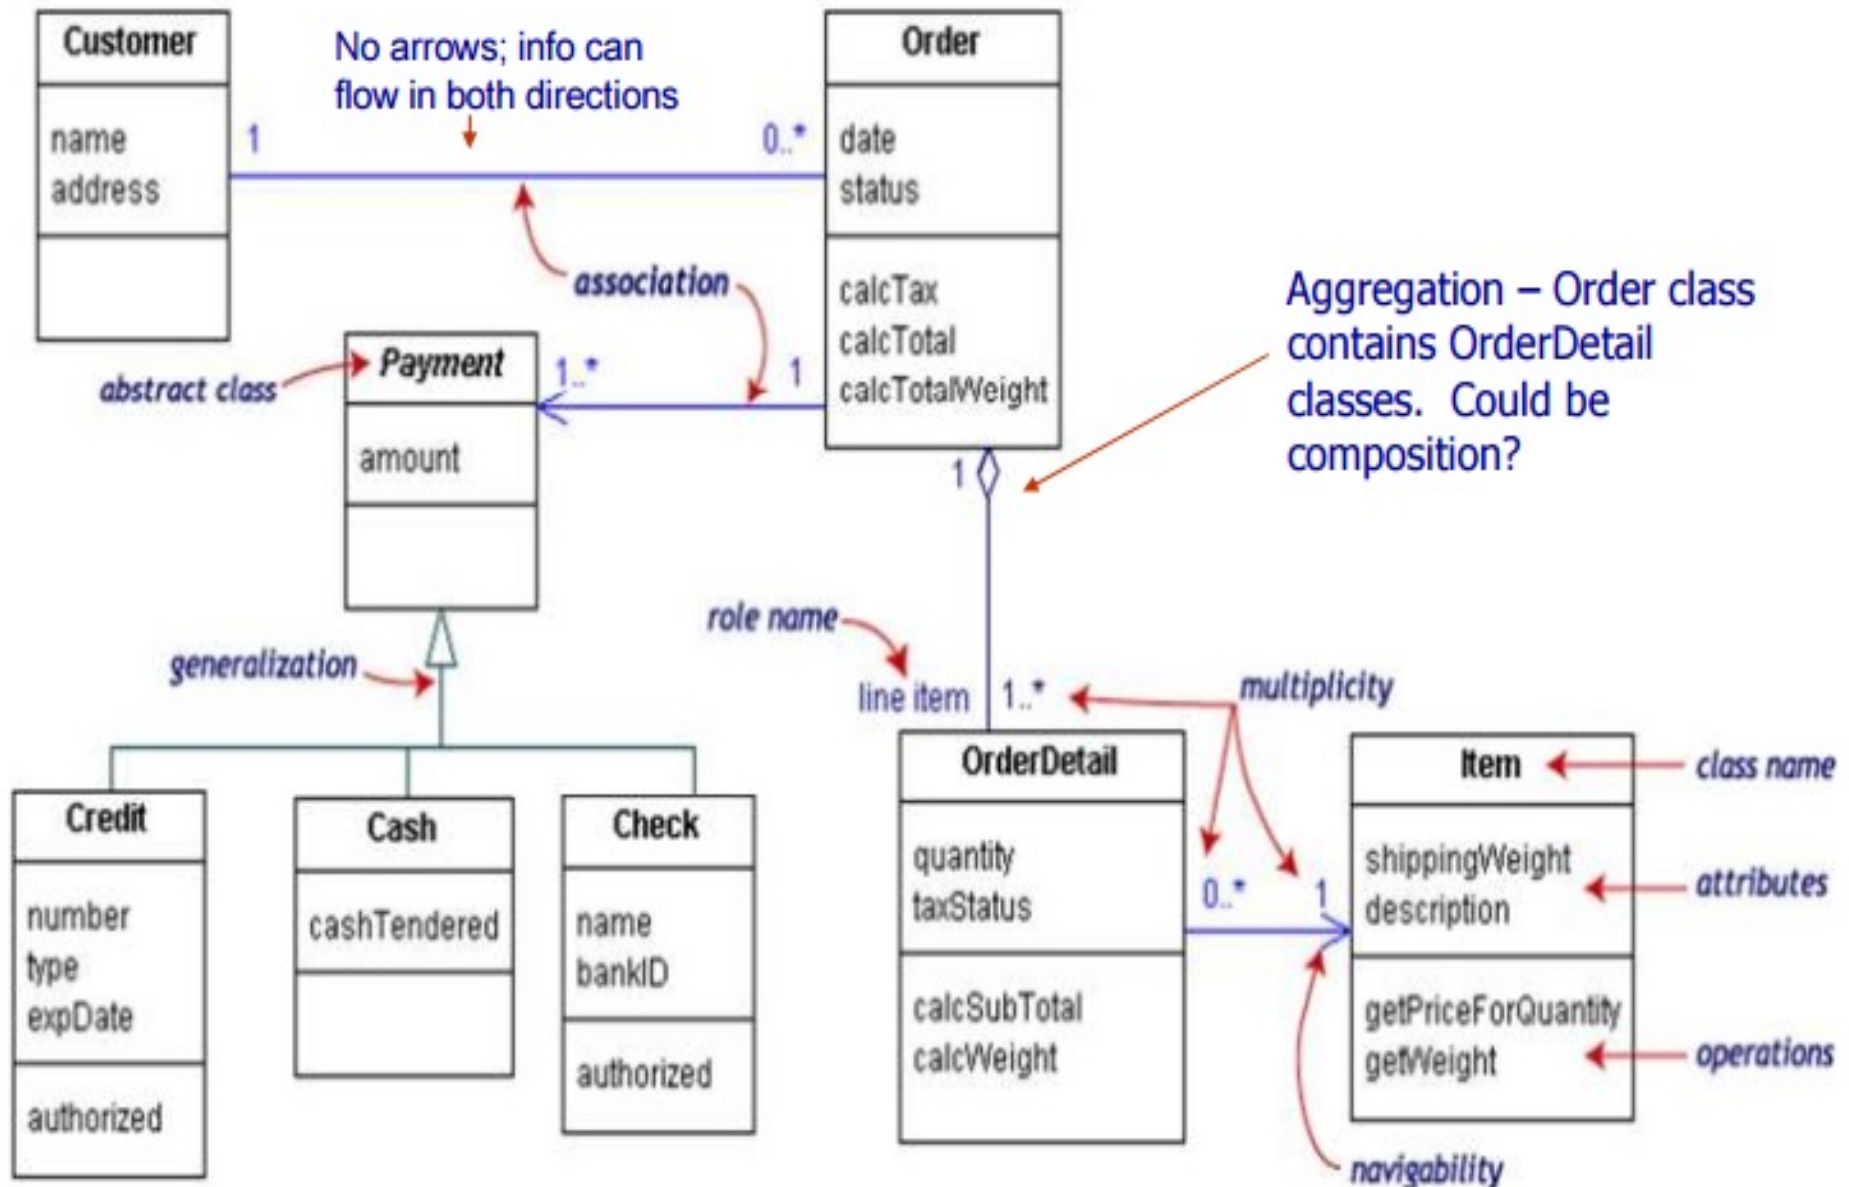 Customer
name
address
No arrows; info can
flow in both directions
1
0..*
association
Order
date
status
calcTax
calcTotal
calcTotalWeight
abstract class
Payment
amount
1..*
1
Aggregation – Order class
contains OrderDetail
classes. Could be
composition?
1
generalization
role name
line item
1..*
multiplicity
Credit
number
type
expDate
authorized
Cash
cashTendered
Check
name
bankID
authorized
OrderDetail
quantity
taxStatus
calcSubTotal
calcWeight
0..*
1
Item
shippingWeight
description
getPriceForQuantity
getWeight
class name
attributes
operations
navigability